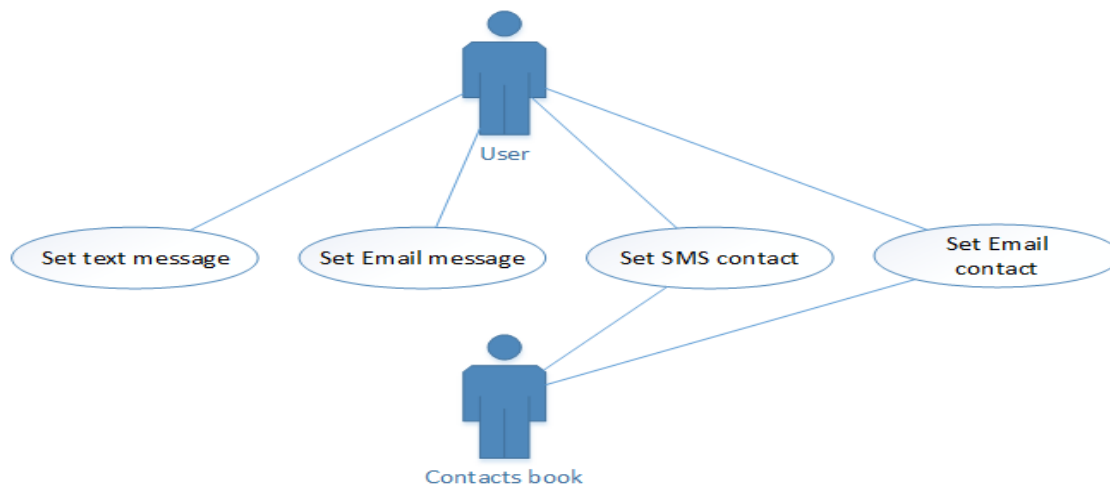 User
Set text message
Set Email message
Set SMS contact
Set Email
contact
Contacts book